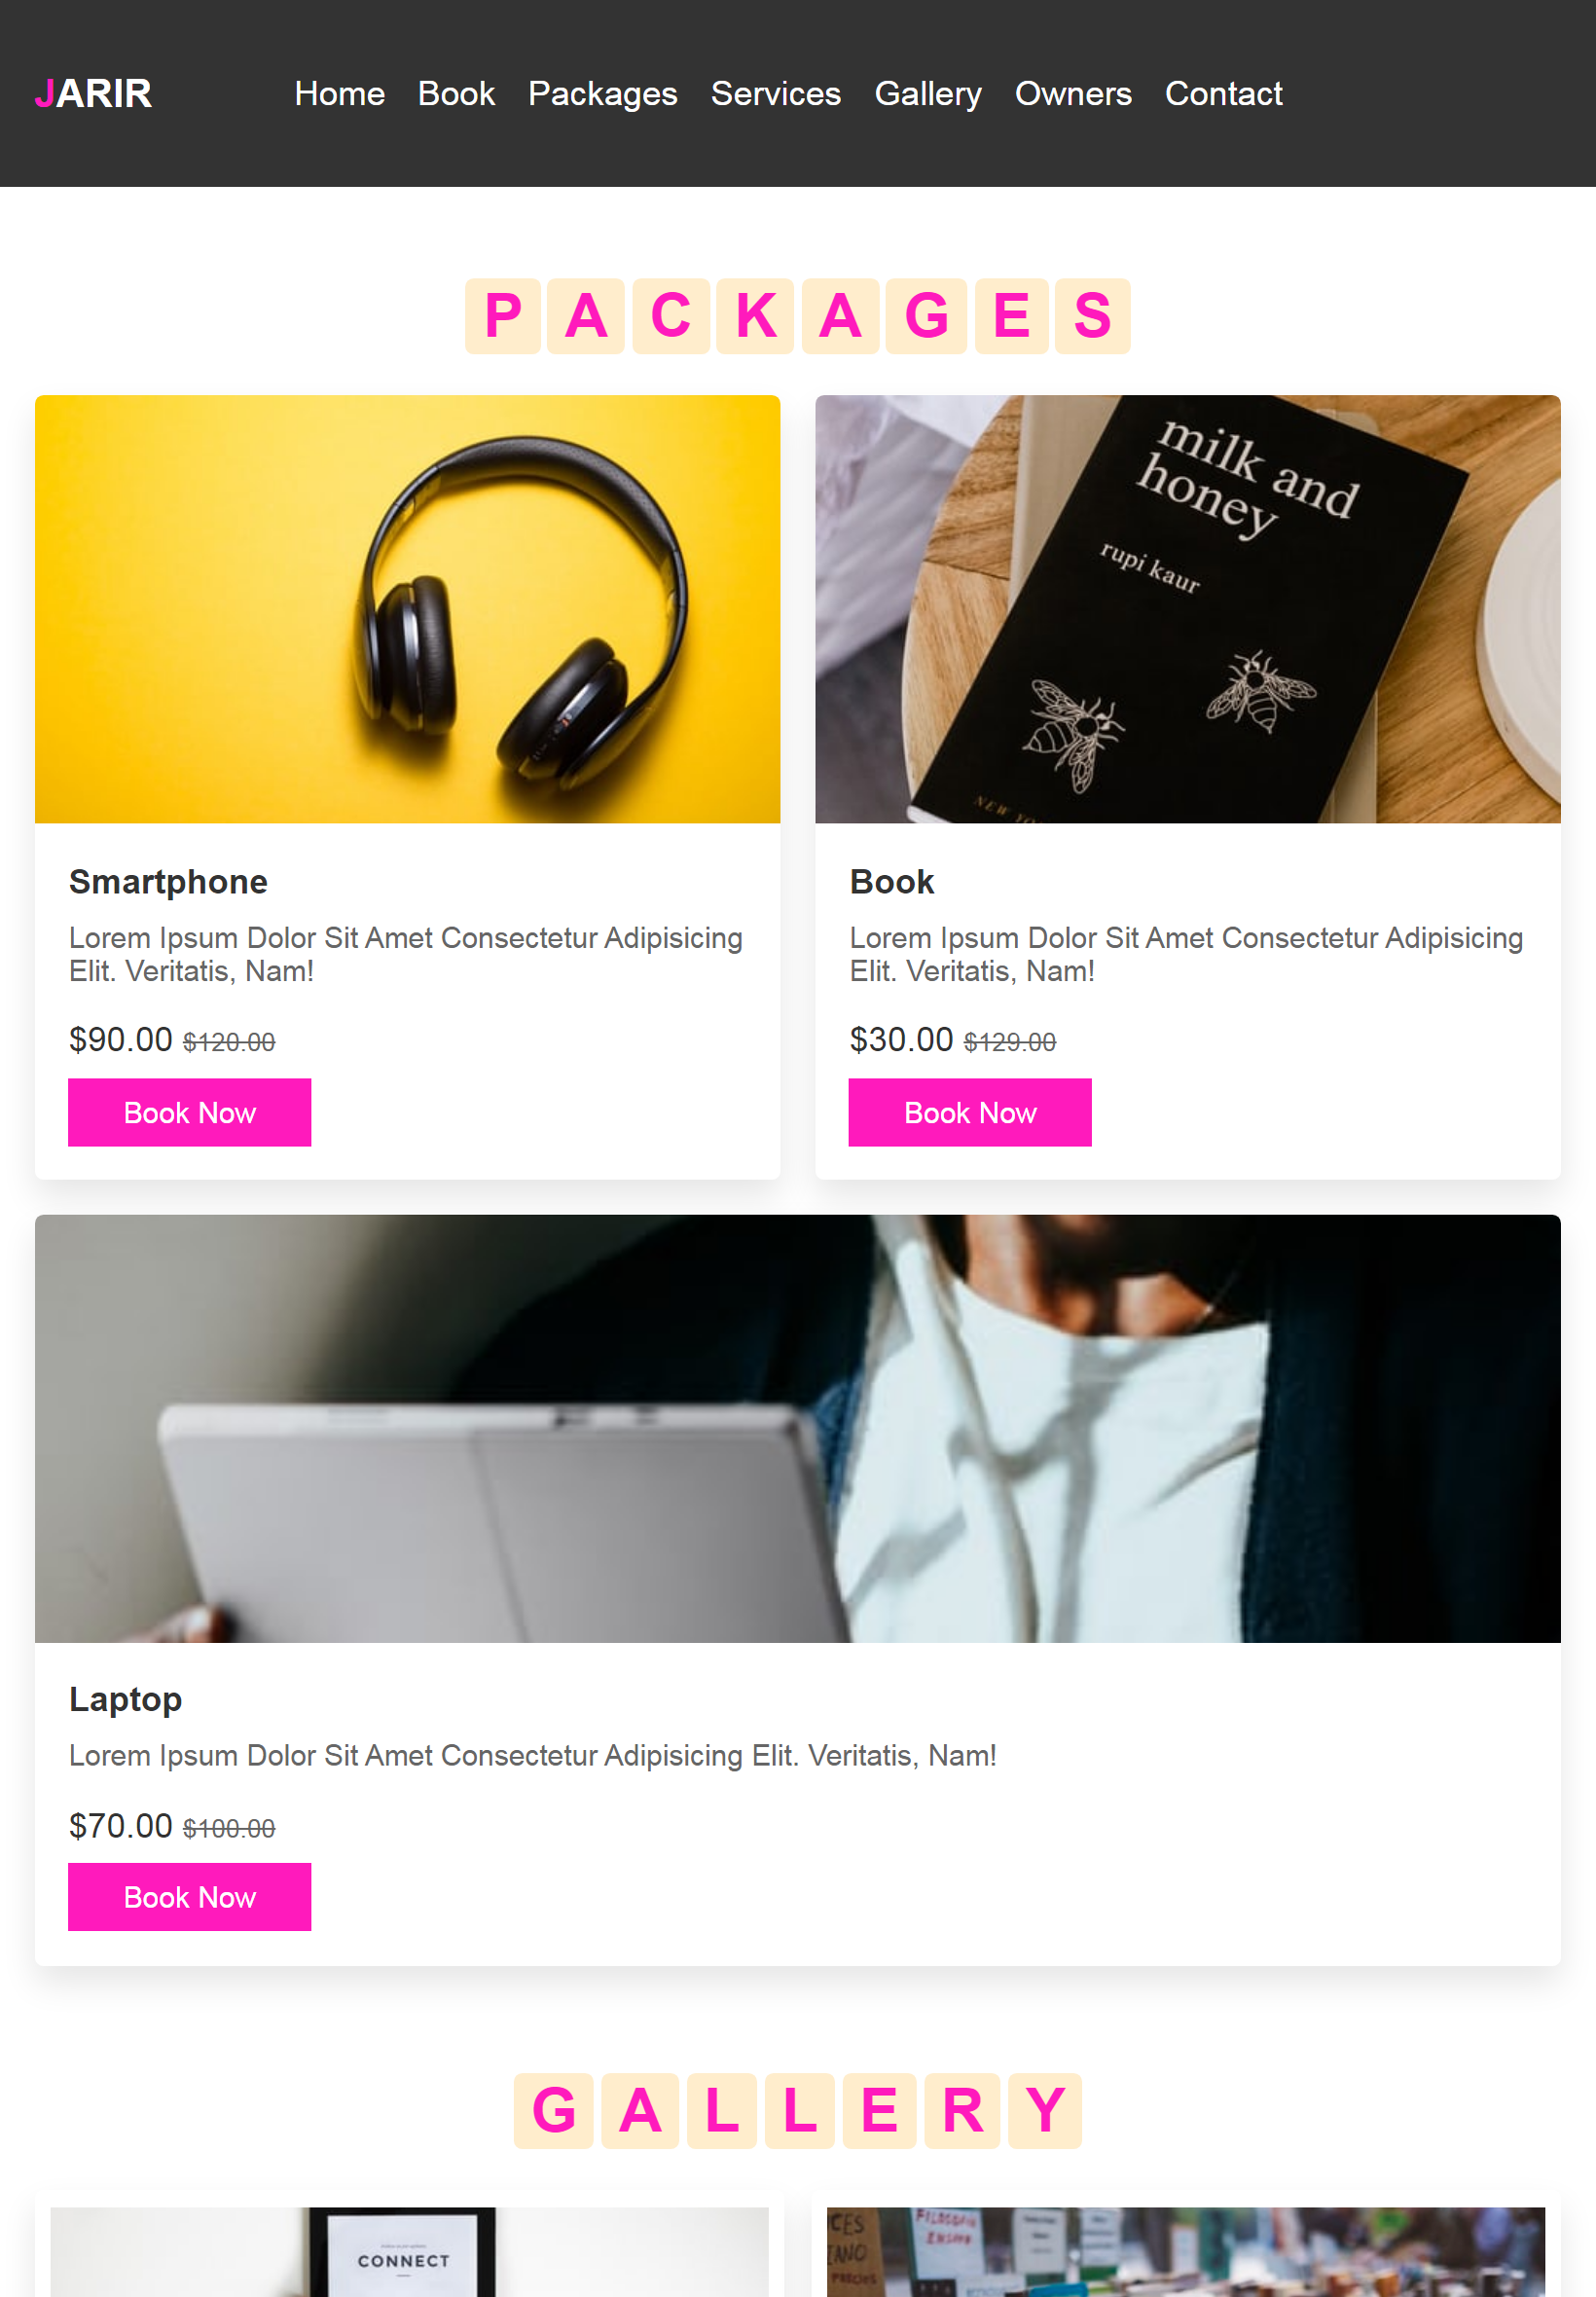 JARIR
Home Book Packages Services Gallery Owners Contact
PACKAGES
milk and
honey
rupi kaur
Smartphone
Lorem Ipsum Dolor Sit Amet Consectetur Adipisicing
Elit. Veritatis, Nam!
$90.00 $120.00
Book Now
Book
Lorem Ipsum Dolor Sit Amet Consectetur Adipisicing
Elit. Veritatis, Nam!
$30.00 $129.00
Book Now
Laptop
Lorem Ipsum Dolor Sit Amet Consectetur Adipisicing Elit. Veritatis, Nam!
$70.00 $100.00
Book Now
GALLERY
CONNECT